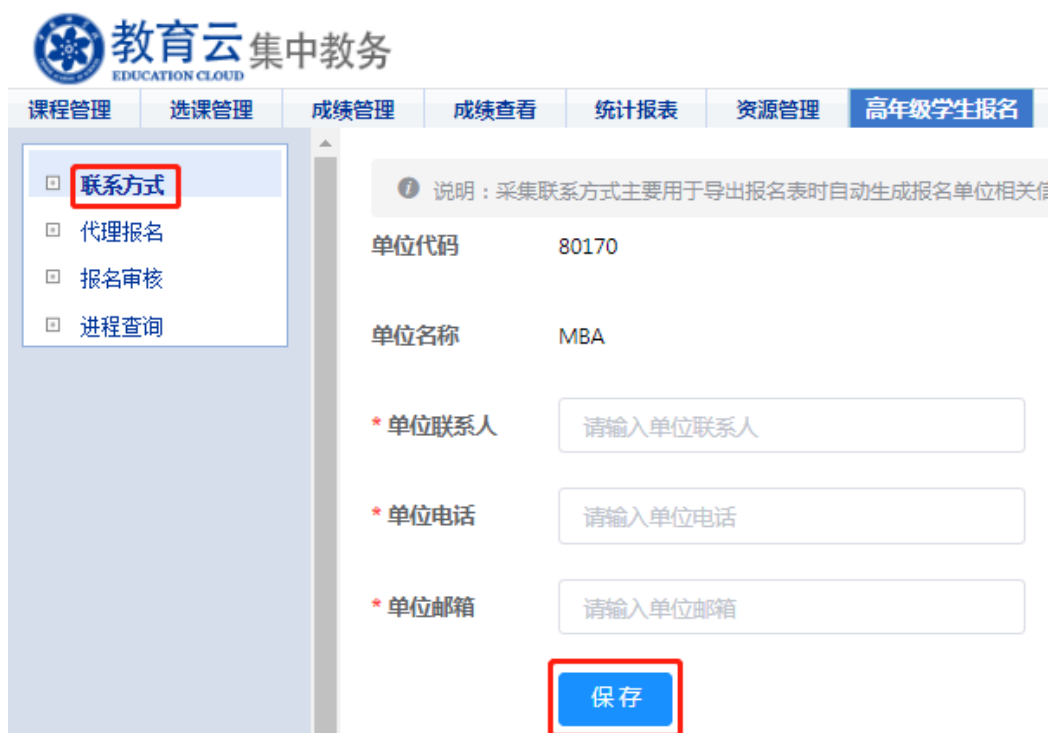 教育云 集中教务
EDUCATION CLOUD
课程管理 选课管理 成绩管理 成绩查看 统计报表 资源管理 高年级学生报名
联系方式
代理报名
报名审核
进程查询
说明：采集联系方式主要用于导出报名表时自动生成报名单位相关信
单位代码 80170
单位名称 MBA
* 单位联系人 请输入单位联系人
* 单位电话 请输入单位电话
* 单位邮箱 请输入单位邮箱
保存